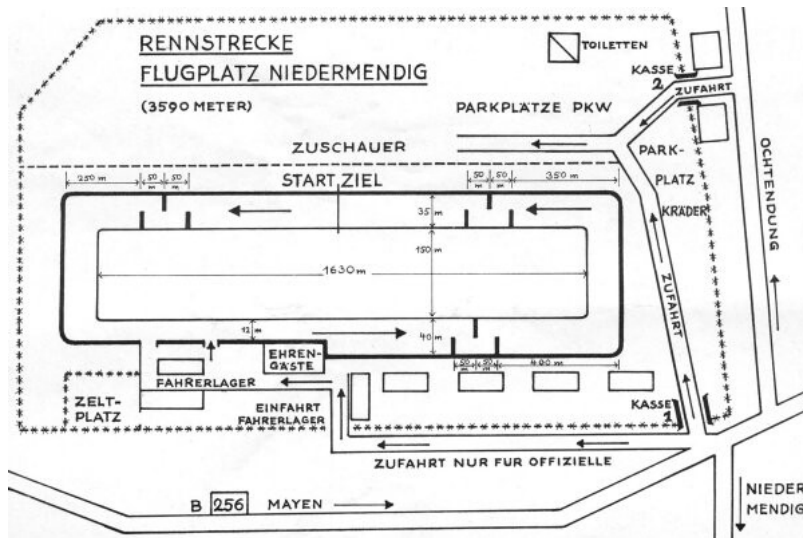 RENNSTRECKE
FLUGPLATZ NIEDERMENDIG
(3590 METER)
TOILETTEN
KASSE
2
ZUFAHRT
PARKPLÄTZE PKW
ZUSCHAUER
PARK-
PLATZ
KRÄDER
OCHTENDUNG
250 m
50 m
50 m
START ZIEL
50 m
50 m
350 m
35 m
150 m
1630 m
ZUFAHRT
12 m
40 m
EHREN-
GÄSTE
50 m
50 m
400 m
FAHRERLAGER
ZELT-
PLATZ
EINFAHRT
FAHRERLAGER
KASSE
1
ZUFAHRT NUR FUR OFFIZIELLE
B 256 MAYEN
NIEDER
MENDIG